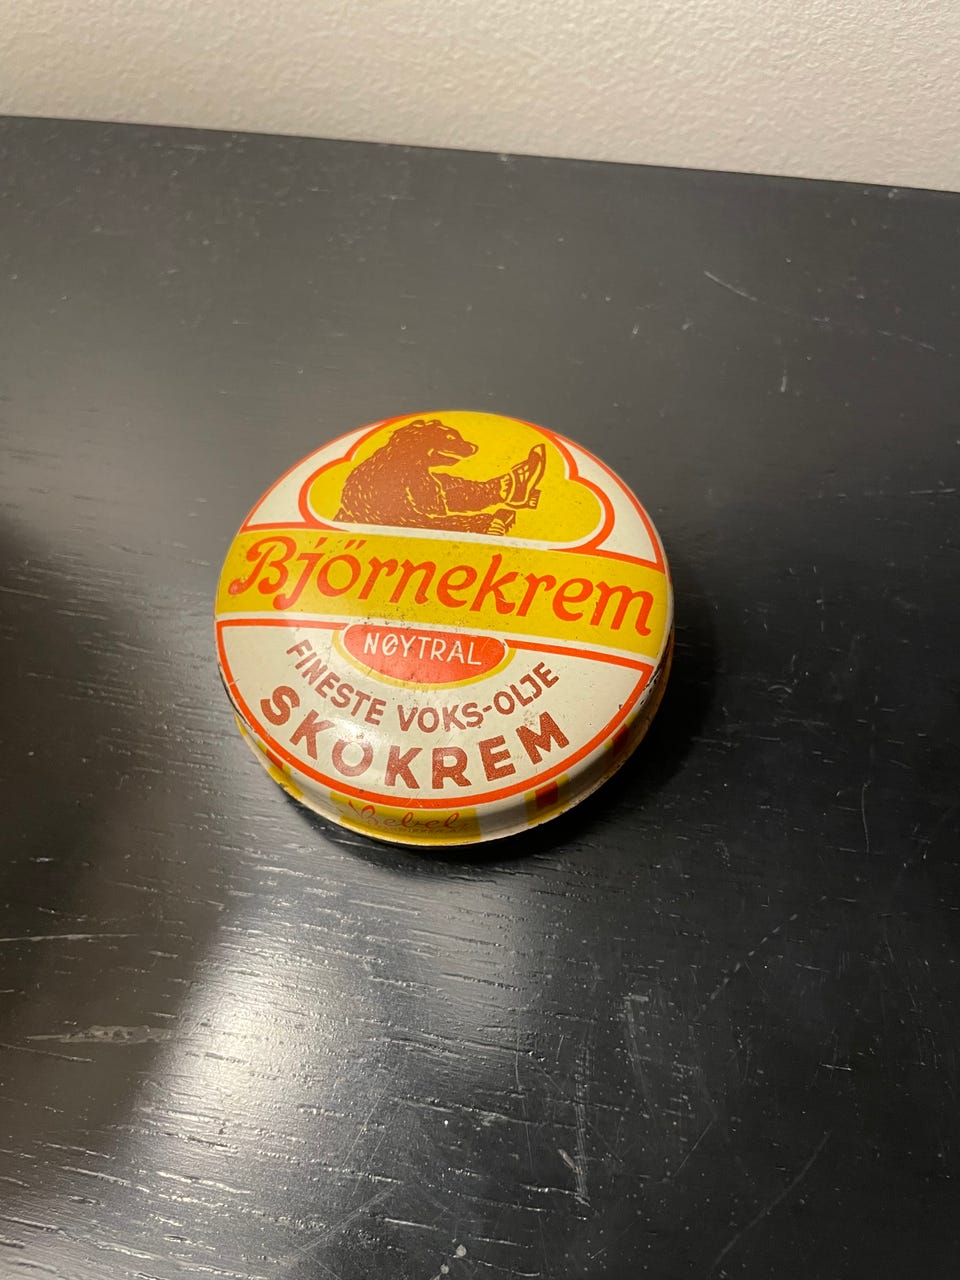 Björnekrem
NØYTRAL
FINESTE VOKS-OLJE
SKOKREM